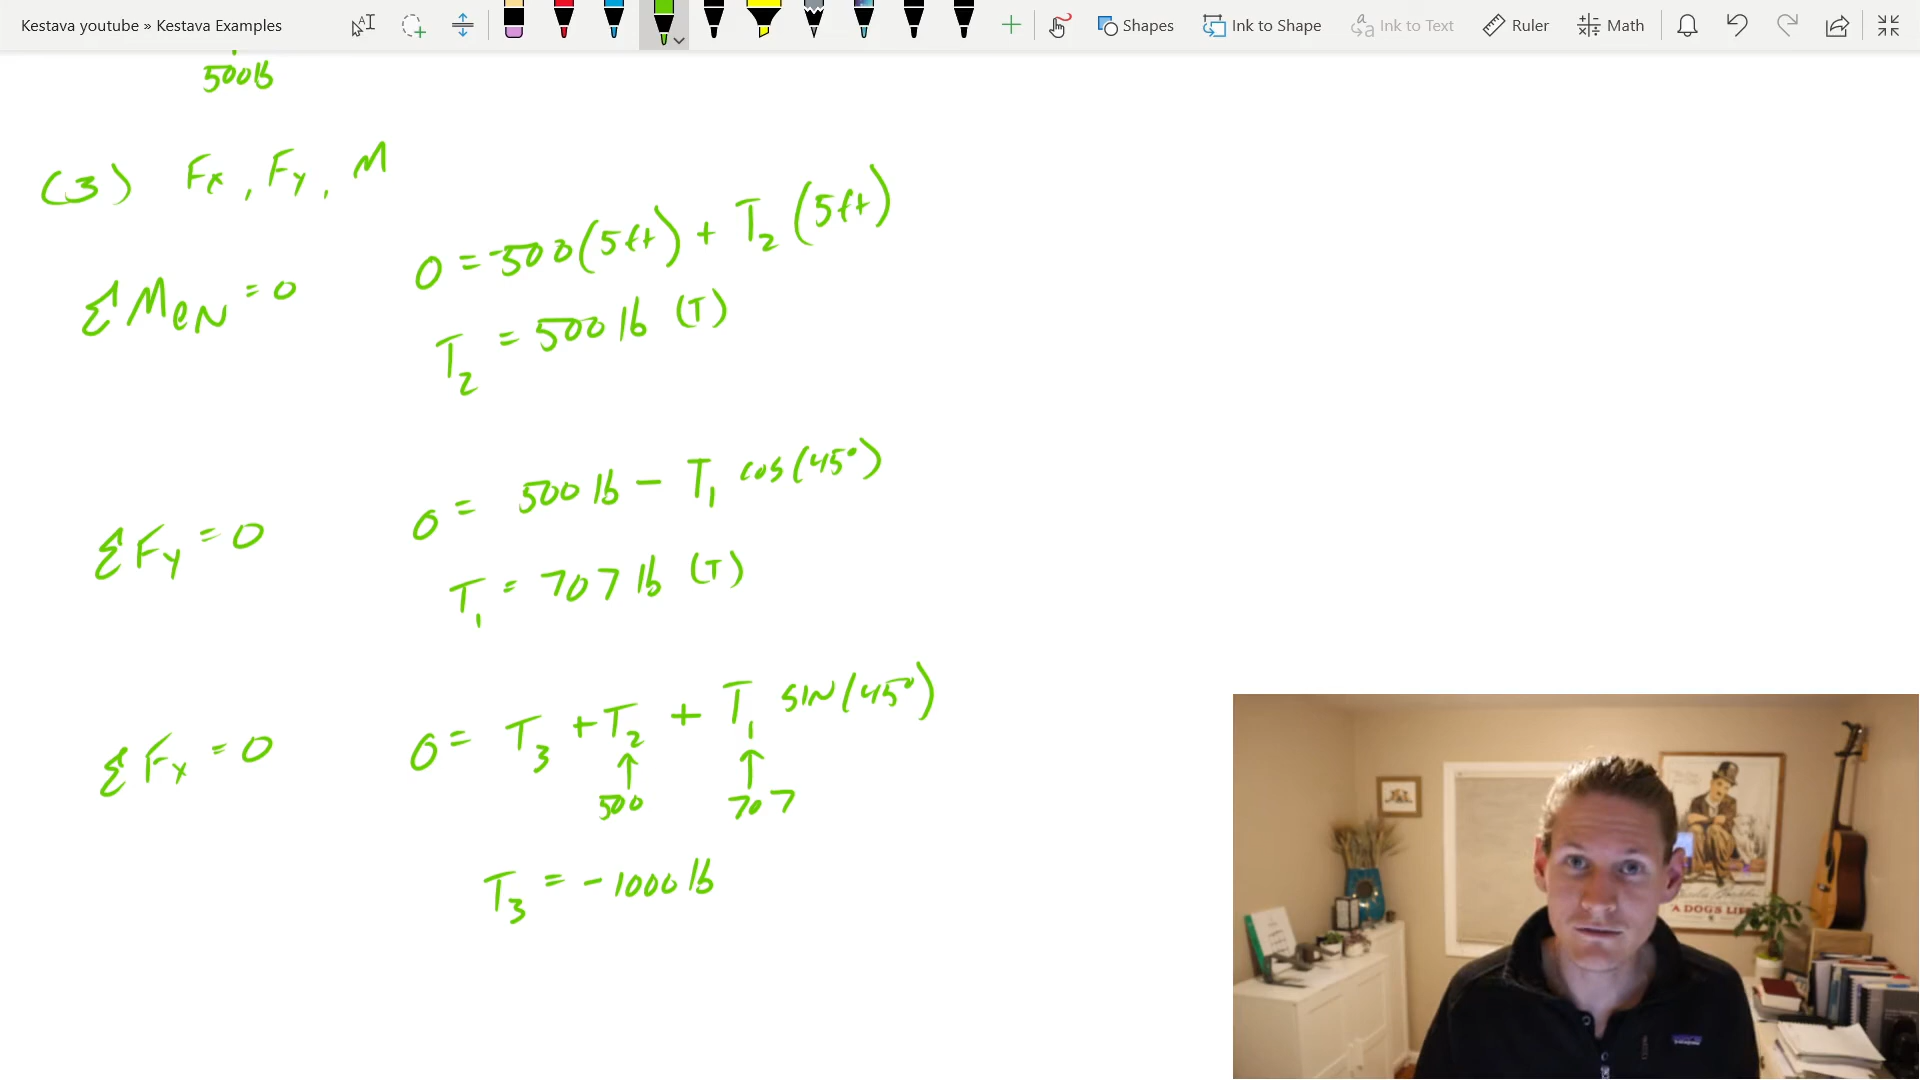 Kestava youtube » Kestava Examples
Shapes
Ink to Shape
Ink to Text
Ruler
Math
500lb
(3) Fx, Fy, M
ΣM@N = 0
0 = -500(5ft) + T2 (5ft)
T2 = 500 lb (T)
ΣFy = 0
0 = 500 lb - T1 cos(45°)
T1 = 707 lb (T)
ΣFx = 0
0 = T3 + T2 + T1 sin(45°)
↑ ↑
500 707
T3 = -1000 lb
A DOGS LIFE
patagonia